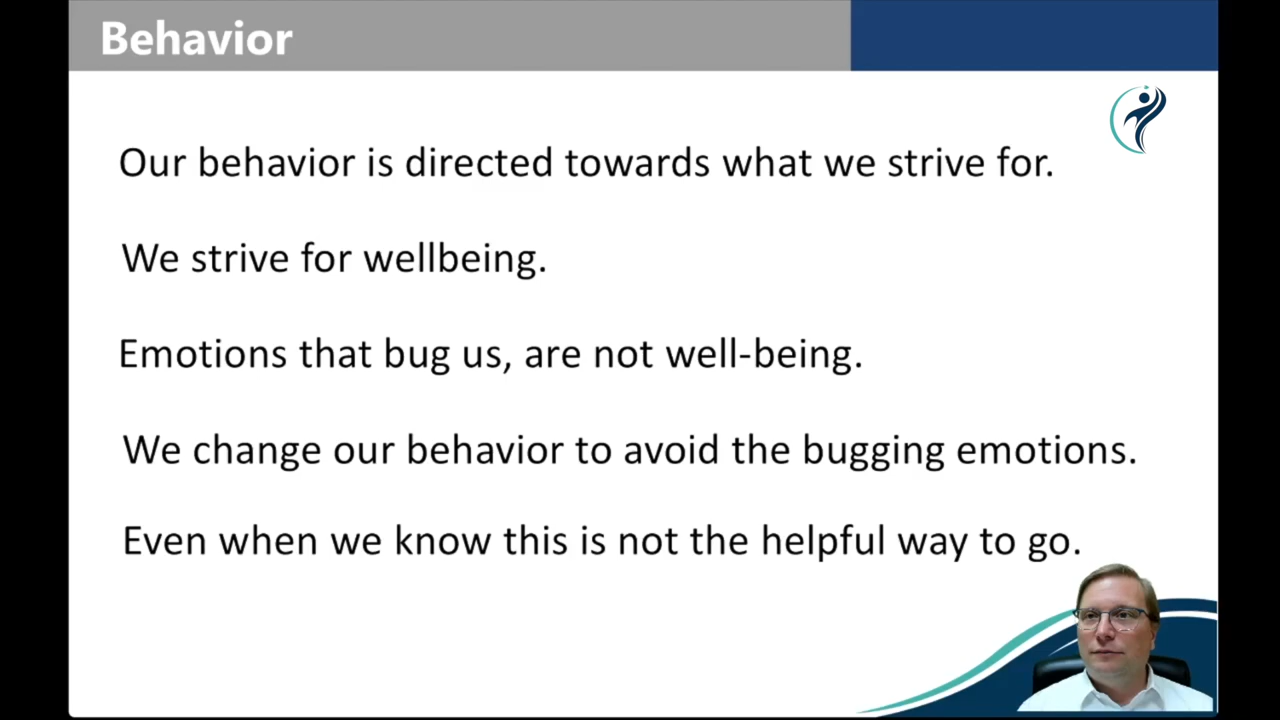 Behavior
Our behavior is directed towards what we strive for.
We strive for wellbeing.
Emotions that bug us, are not well-being.
We change our behavior to avoid the bugging emotions.
Even when we know this is not the helpful way to go.